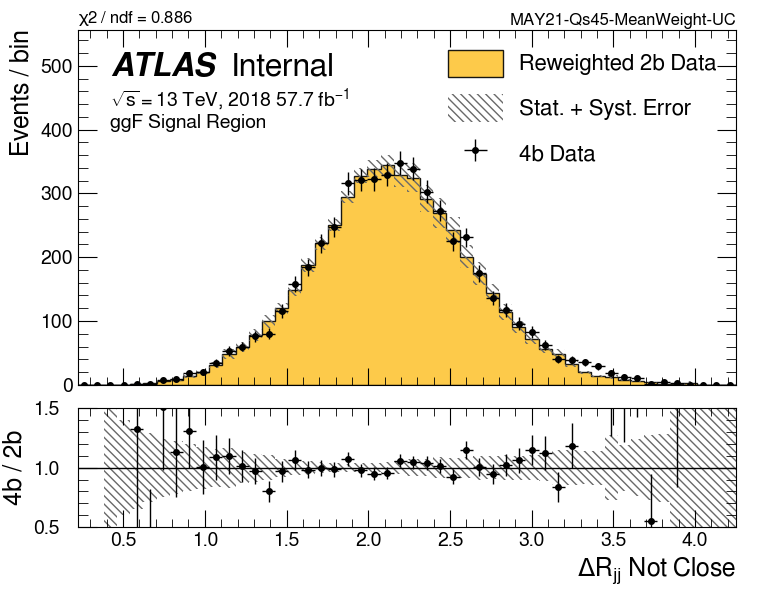 χ2 / ndf = 0.886
MAY21-Qs45-MeanWeight-UC
Events / bin
ATLAS Internal
√s = 13 TeV, 2018 57.7 fb−1
ggF Signal Region
Reweighted 2b Data
Stat. + Syst. Error
4b Data
500
400
300
200
100
0
4b / 2b
1.5
1.0
0.5
0.5 1.0 1.5 2.0 2.5 3.0 3.5 4.0
ΔRjj Not Close